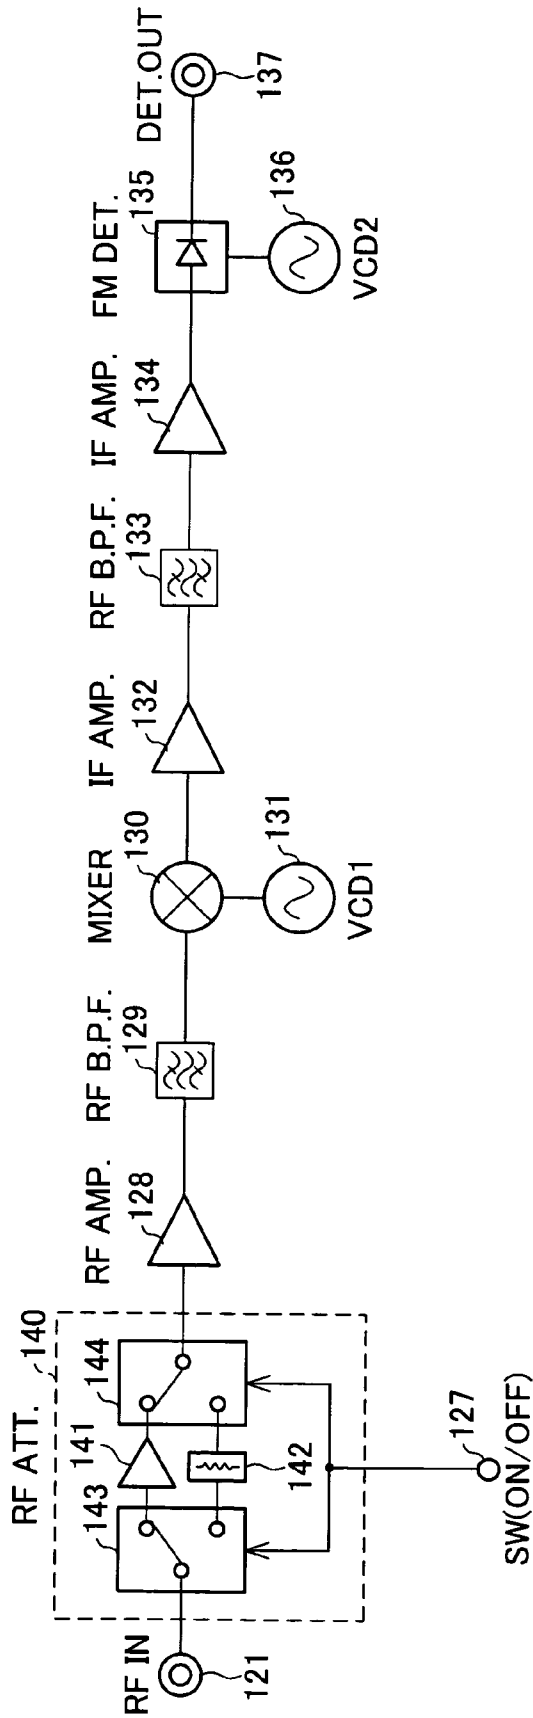 RF IN
121
RF ATT.
140
143
141
144
142
127
SW(ON/OFF)
RF AMP.
128
RF B.P.F.
129
MIXER
130
131
VCD1
IF AMP.
132
RF B.P.F.
133
IF AMP.
134
FM DET.
135
136
VCD2
DET.OUT
137